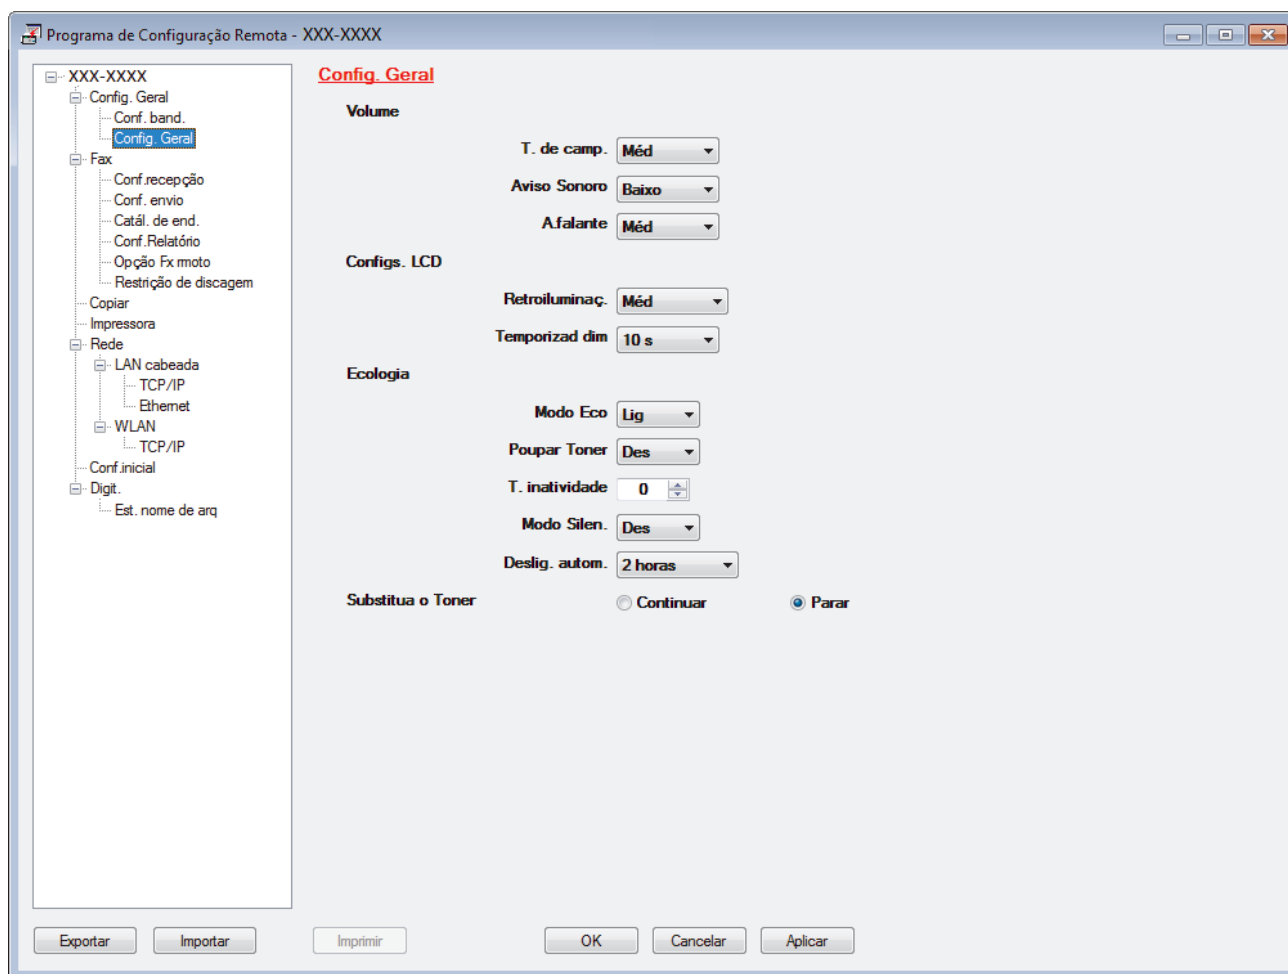 Programa de Configuração Remota - XXX-XXXX
XXX-XXXX
Config. Geral
Conf. band.
Config. Geral
Fax
Conf.recepção
Conf. envio
Catál. de end.
Conf.Relatório
Opção Fx rmoto
Restrição de discagem
Copiar
Impressora
Rede
LAN cabeada
TCP/IP
Ethernet
WLAN
TCP/IP
Conf.inicial
Digit.
Est. nome de arq
Config. Geral
Volume
T. de camp. Méd
Aviso Sonoro Baixo
A.falante Méd
Configs. LCD
Retroiluminaç. Méd
Temporizad dim 10 s
Ecologia
Modo Eco Lig
Poupar Toner Des
T. inatividade 0
Modo Silen. Des
Deslig. autom. 2 horas
Substitua o Toner Continuar Parar
Exportar Importar Imprimir OK Cancelar Aplicar